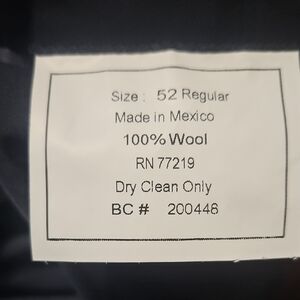 Size : 52 Regular
Made in Mexico
100% Wool
RN 77219
Dry Clean Only
BC # 200446